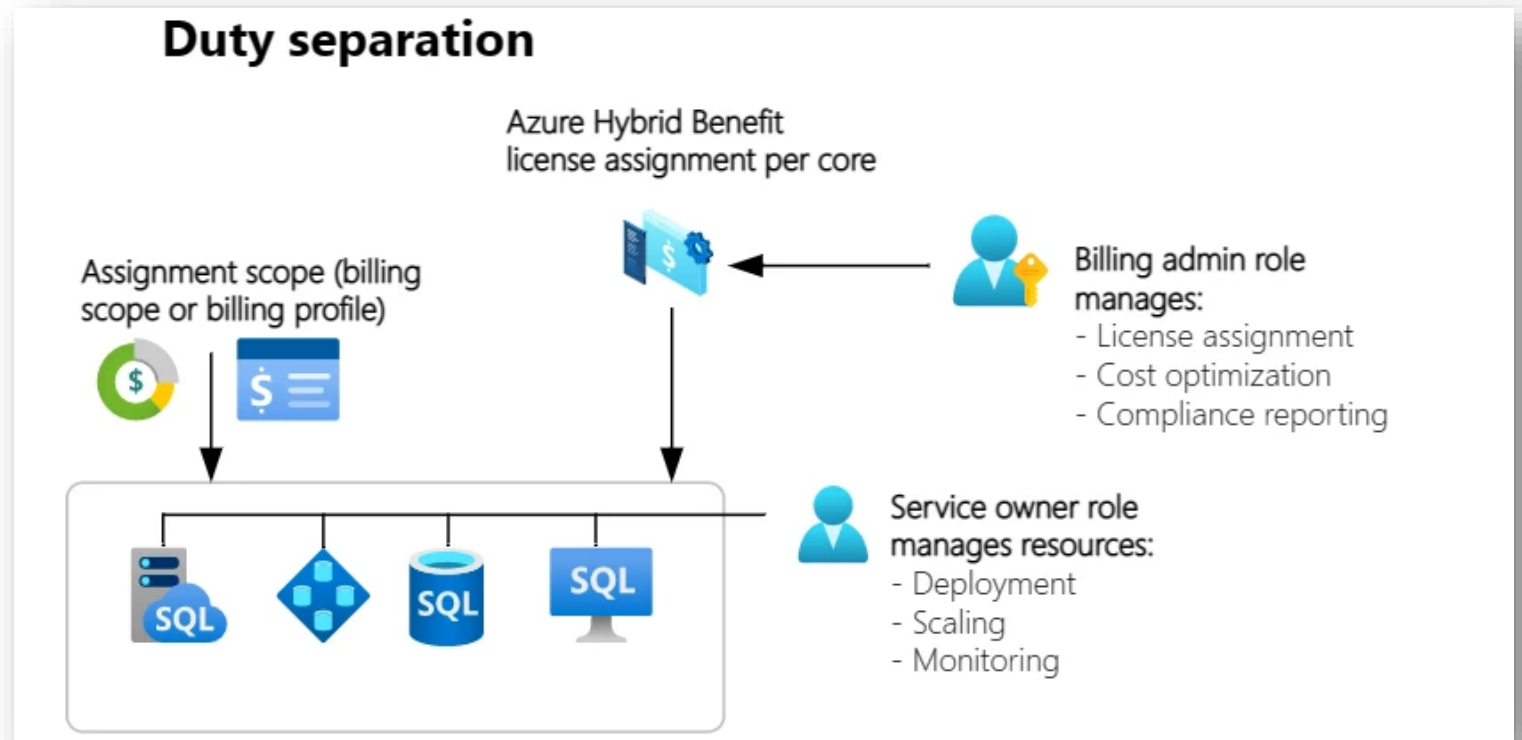 Duty separation
Azure Hybrid Benefit
license assignment per core
Assignment scope (billing
scope or billing profile)
$
$
$
Billing admin role
manages:
- License assignment
- Cost optimization
- Compliance reporting
SQL
SQL
SQL
Service owner role
manages resources:
- Deployment
- Scaling
- Monitoring